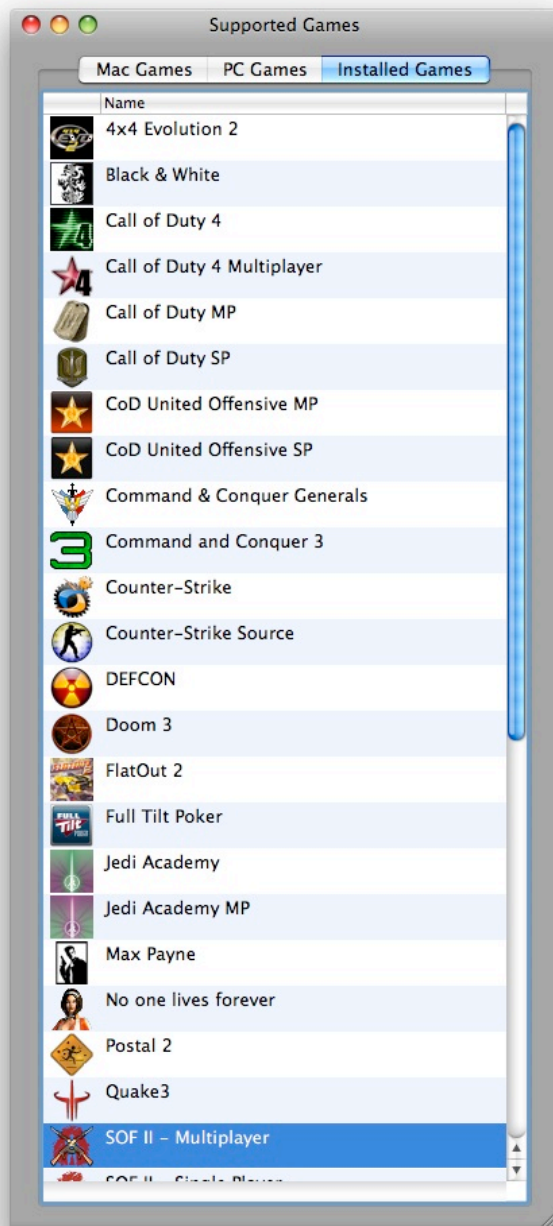 Supported Games
Mac Games PC Games Installed Games
Name
4x4 Evolution 2
Black & White
Call of Duty 4
Call of Duty 4 Multiplayer
Call of Duty MP
Call of Duty SP
CoD United Offensive MP
CoD United Offensive SP
Command & Conquer Generals
Command and Conquer 3
Counter-Strike
Counter-Strike Source
DEFCON
Doom 3
FlatOut 2
Full Tilt Poker
Jedi Academy
Jedi Academy MP
Max Payne
No one lives forever
Postal 2
Quake3
SOF II - Multiplayer
SOF II - Single Player